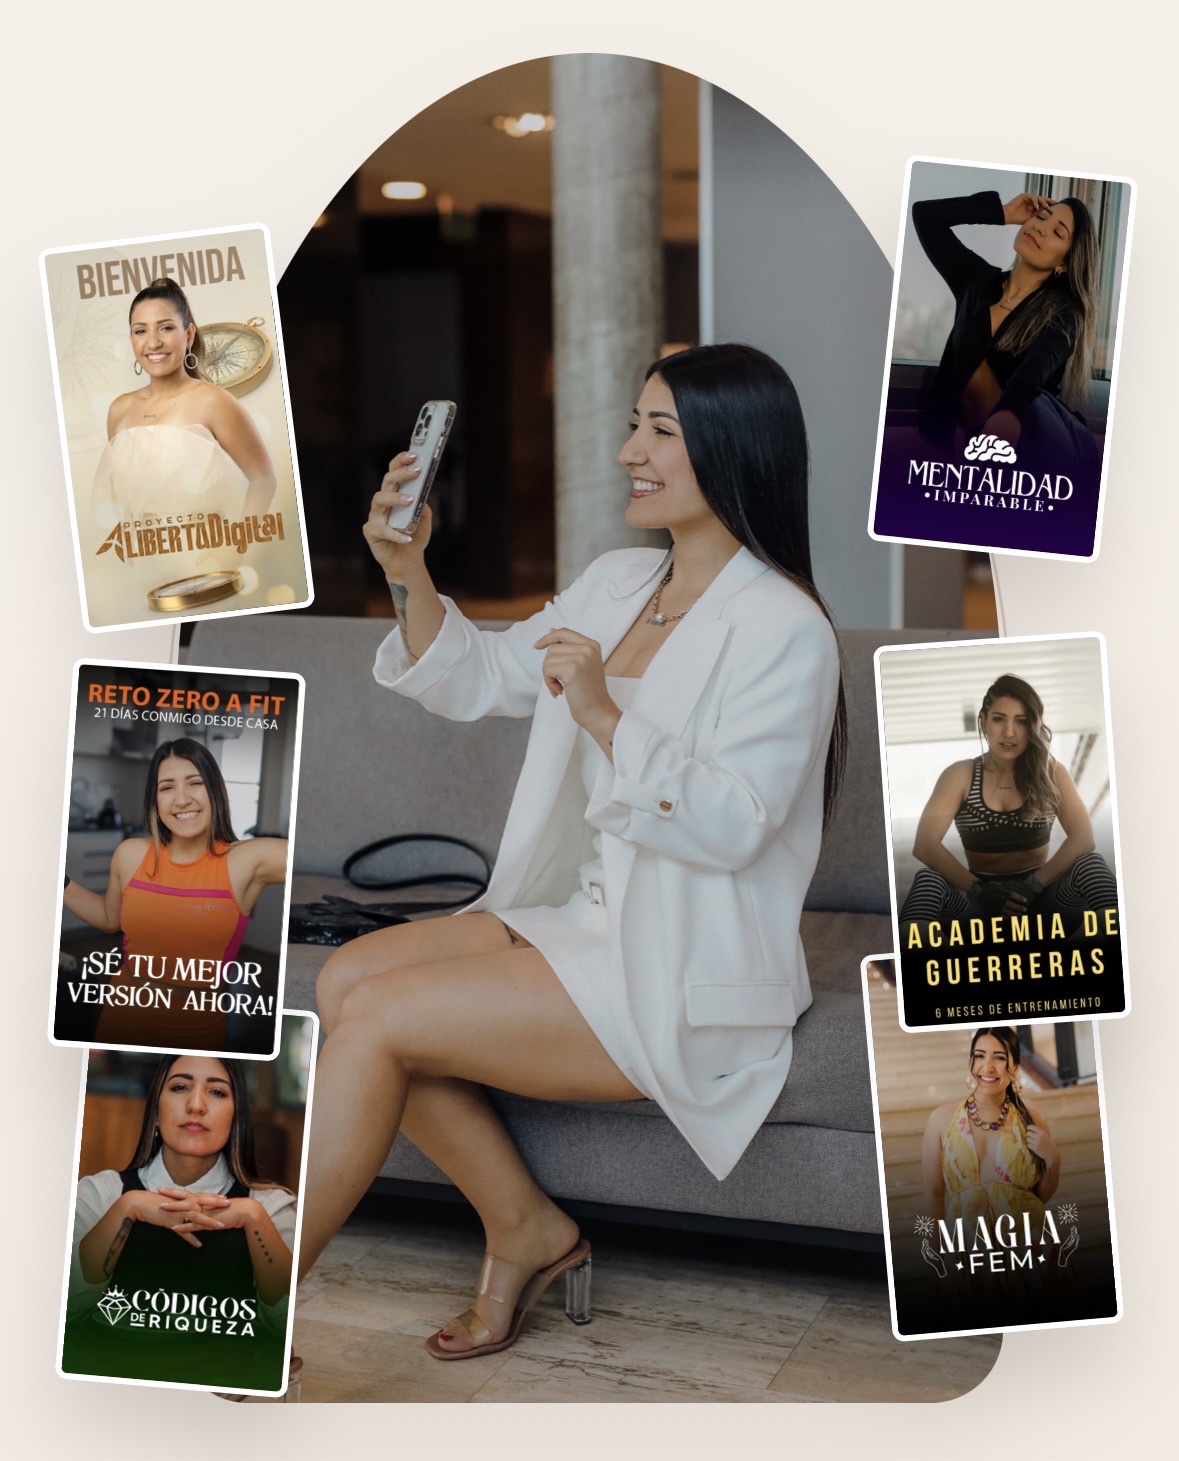 BIENVENIDA
PROYECTO
LIBERTADigital
MENTALIDAD
•IMPARABLE•
RETO ZERO A FIT
21 DÍAS CONMIGO DESDE CASA
¡SÉ TU MEJOR
VERSIÓN AHORA!
ACADEMIA DE
GUERRERAS
6 MESES DE ENTRENAMIENTO
CÓDIGOS
DE RIQUEZA
MAGIA
FEM